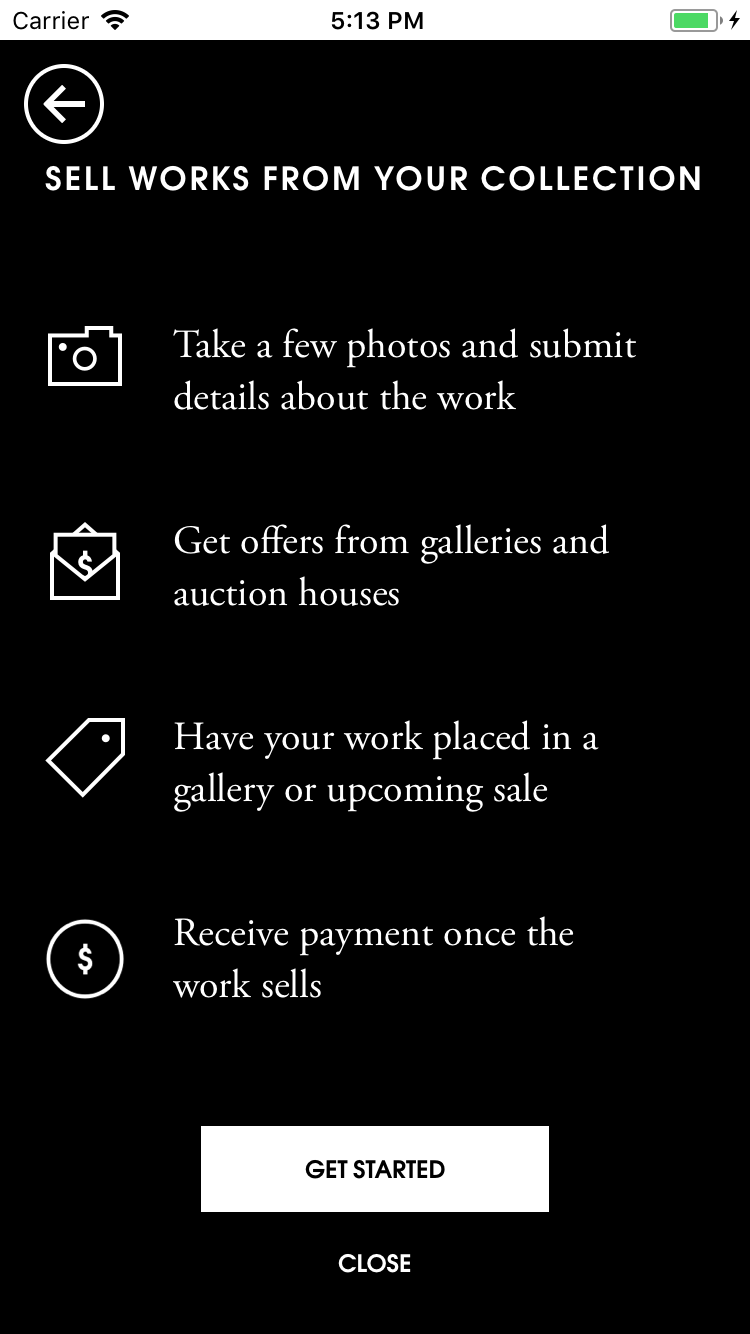 Carrier 5:13 PM
SELL WORKS FROM YOUR COLLECTION
Take a few photos and submit
details about the work
$
Get offers from galleries and
auction houses
Have your work placed in a
gallery or upcoming sale
$
Receive payment once the
work sells
GET STARTED
CLOSE